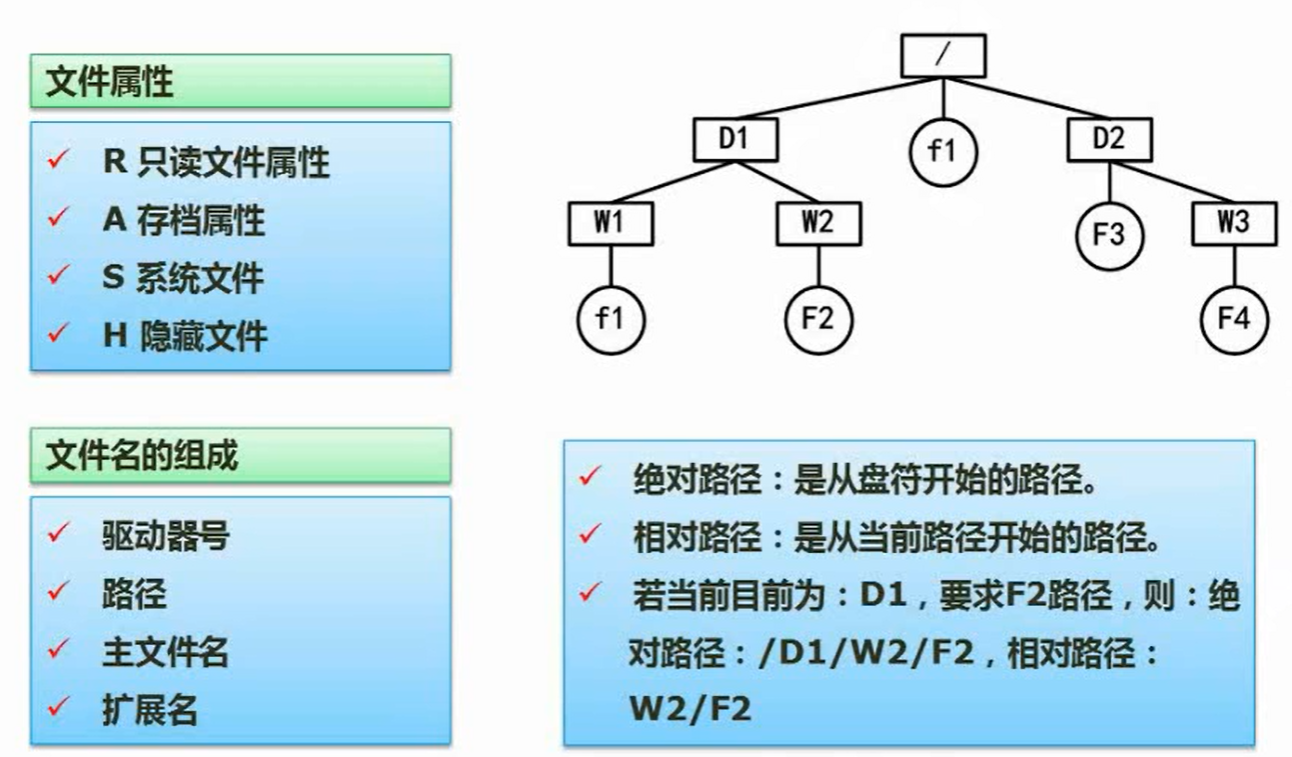 文件属性
R 只读文件属性
A 存档属性
S 系统文件
H 隐藏文件
文件名的组成
驱动器号
路径
主文件名
扩展名
/
D1
f1
D2
W1
W2
F3
W3
f1
F2
F4
绝对路径：是从盘符开始的路径。
相对路径：是从当前路径开始的路径。
若当前目前为：D1，要求F2路径，则：绝
对路径：/D1/W2/F2，相对路径：
W2/F2